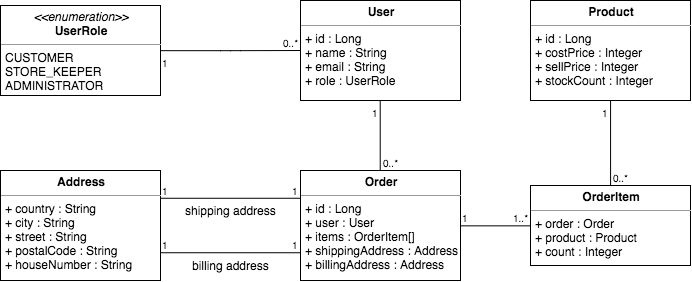 <<enumeration>>
UserRole
CUSTOMER
STORE_KEEPER
ADMINISTRATOR
1
0..*
User
+ id : Long
+ name : String
+ email : String
+ role : UserRole
Product
+ id : Long
+ costPrice : Integer
+ sellPrice : Integer
+ stockCount : Integer
1
0..*
1
0..*
Address
+ country : String
+ city : String
+ street : String
+ postalCode : String
+ houseNumber : String
1
shipping address
1
1
billing address
1
Order
+ id : Long
+ user : User
+ items : OrderItem[]
+ shippingAddress : Address
+ billingAddress : Address
1
1..*
OrderItem
+ order : Order
+ product : Product
+ count : Integer